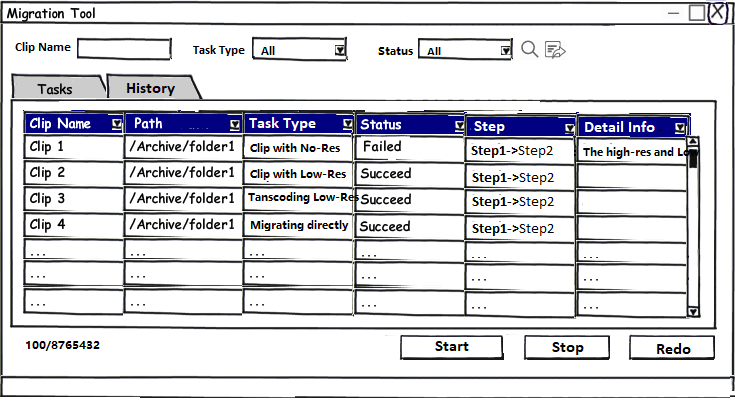 Migration Tool
Clip Name Task Type All Status All
Tasks History
Clip Name Path Task Type Status Step Detail Info
Clip 1 /Archive/folder1 Clip with No-Res Failed Step1->Step2 The high-res and Lo
Clip 2 /Archive/folder1 Clip with Low-Res Succeed Step1->Step2
Clip 3 /Archive/folder1 Tanscoding Low-Res Succeed Step1->Step2
Clip 4 /Archive/folder1 Migrating directly Succeed Step1->Step2
... ... ... ... ... ...
... ... ... ... ... ...
... ... ... ... ... ...
100/8765432 Start Stop Redo